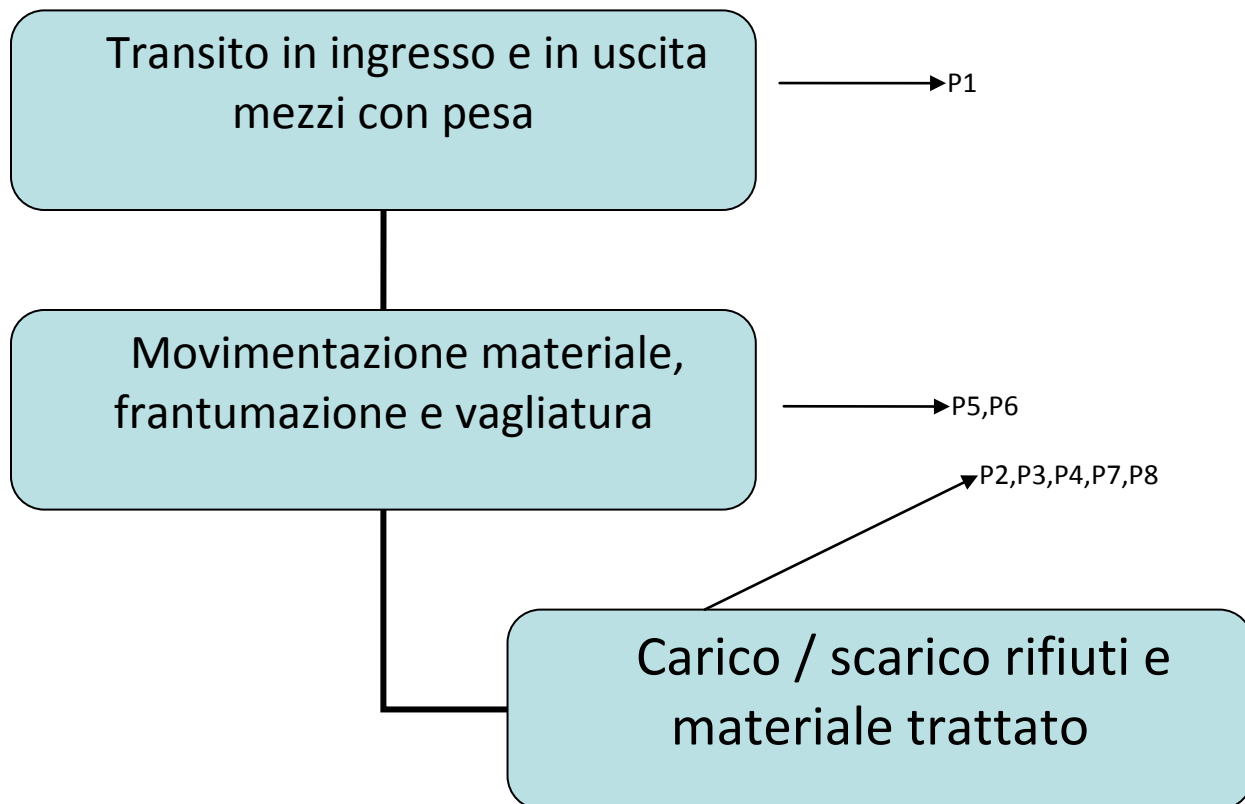 Transito in ingresso e in uscita
mezzi con pesa
P1
Movimentazione materiale,
frantumazione e vagliatura
P5,P6
P2,P3,P4,P7,P8
Carico / scarico rifiuti e
materiale trattato